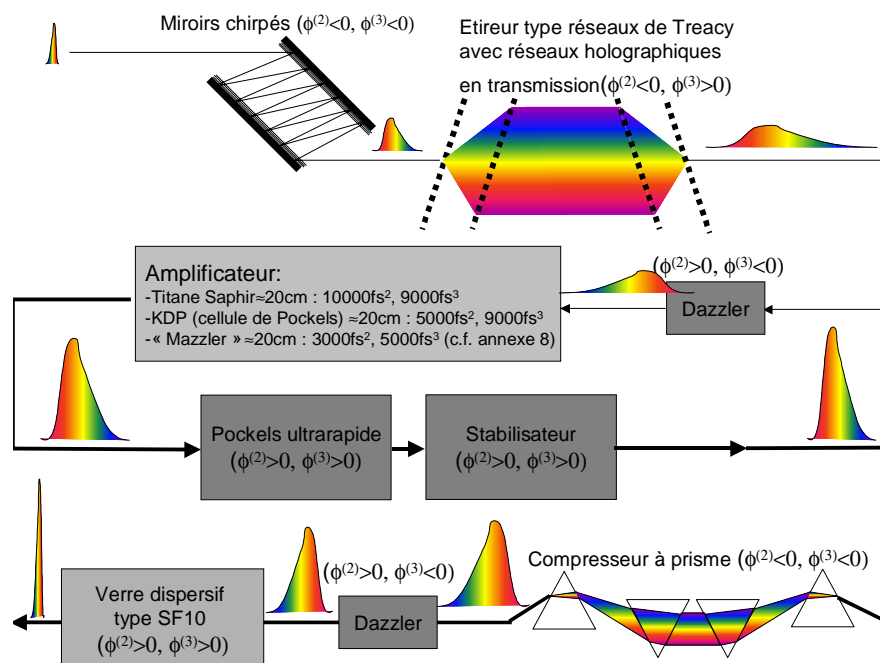 Miroirs chirpés (ϕ⁽²⁾<0, ϕ⁽³⁾<0)
Etireur type réseaux de Treacy
avec réseaux holographiques
en transmission(ϕ⁽²⁾<0, ϕ⁽³⁾>0)
Amplificateur:
-Titane Saphir≈20cm : 10000fs², 9000fs³
-KDP (cellule de Pockels) ≈20cm : 5000fs², 9000fs³
-« Mazzler » ≈20cm : 3000fs², 5000fs³ (c.f. annexe 8)
(ϕ⁽²⁾>0, ϕ⁽³⁾<0)
Dazzler
Pockels ultrarapide
(ϕ⁽²⁾>0, ϕ⁽³⁾>0)
Stabilisateur
(ϕ⁽²⁾>0, ϕ⁽³⁾>0)
Compresseur à prisme (ϕ⁽²⁾<0, ϕ⁽³⁾<0)
(ϕ⁽²⁾>0, ϕ⁽³⁾<0)
Dazzler
Verre dispersif
type SF10
(ϕ⁽²⁾>0, ϕ⁽³⁾>0)